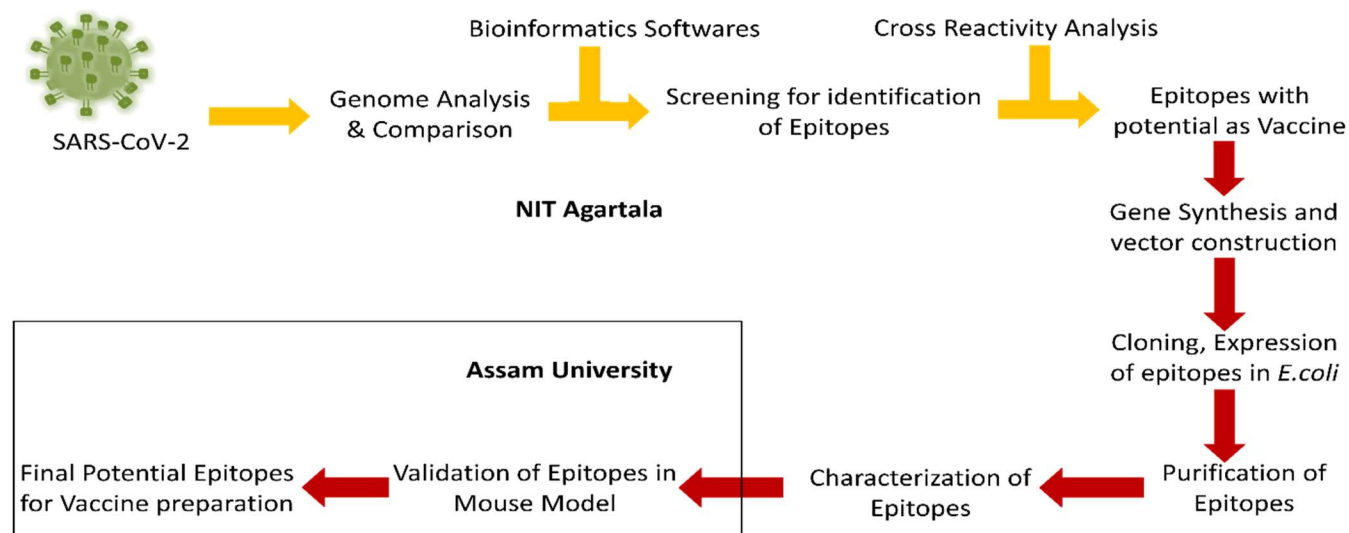 Bioinformatics Softwares
Cross Reactivity Analysis
SARS-CoV-2
Genome Analysis
& Comparison
Screening for identification
of Epitopes
Epitopes with
potential as Vaccine
NIT Agartala
Gene Synthesis and
vector construction
Cloning, Expression
of epitopes in E.coli
Purification of
Epitopes
Characterization of
Epitopes
Assam University
Validation of Epitopes in
Mouse Model
Final Potential Epitopes
for Vaccine preparation